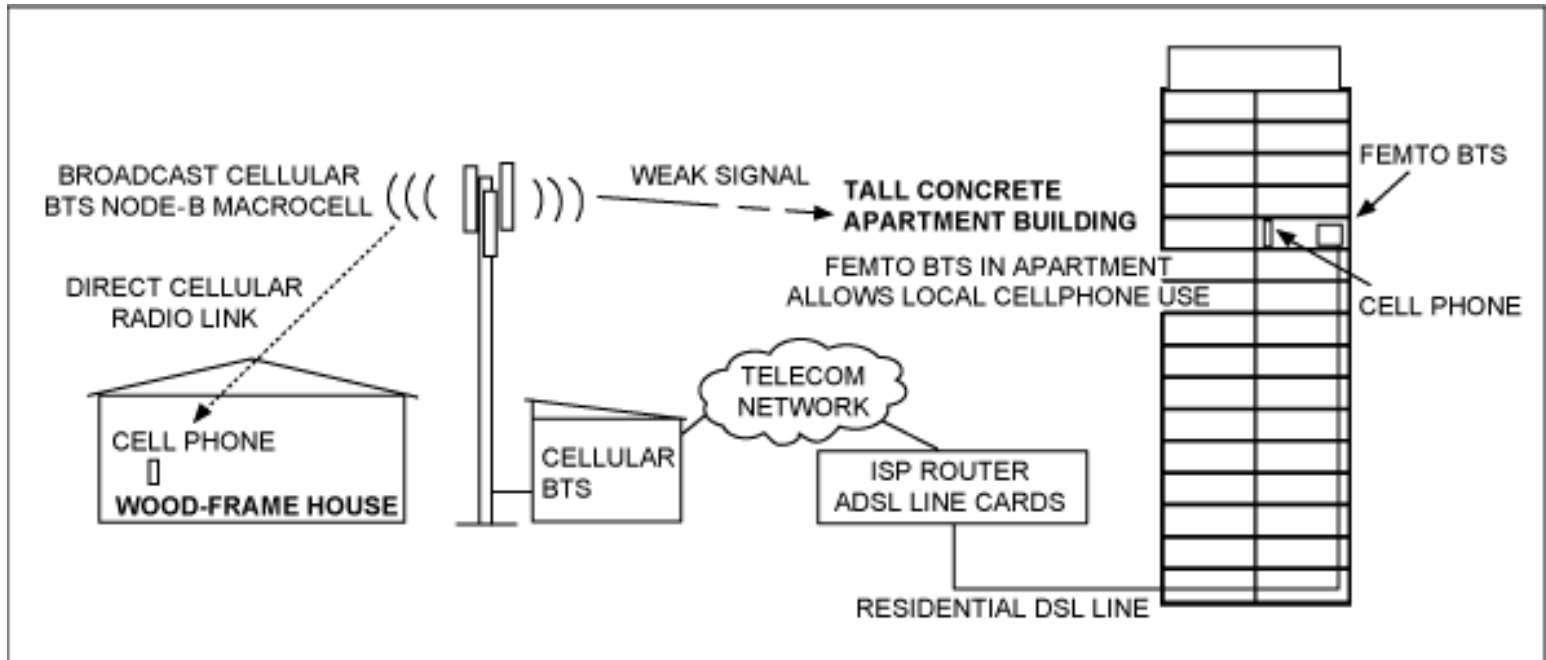 BROADCAST CELLULAR
BTS NODE-B MACROCELL
WEAK SIGNAL
TALL CONCRETE
APARTMENT BUILDING
FEMTO BTS
FEMTO BTS IN APARTMENT
ALLOWS LOCAL CELLPHONE USE
CELL PHONE
DIRECT CELLULAR
RADIO LINK
CELL PHONE
WOOD-FRAME HOUSE
CELLULAR
BTS
TELECOM
NETWORK
ISP ROUTER
ADSL LINE CARDS
RESIDENTIAL DSL LINE